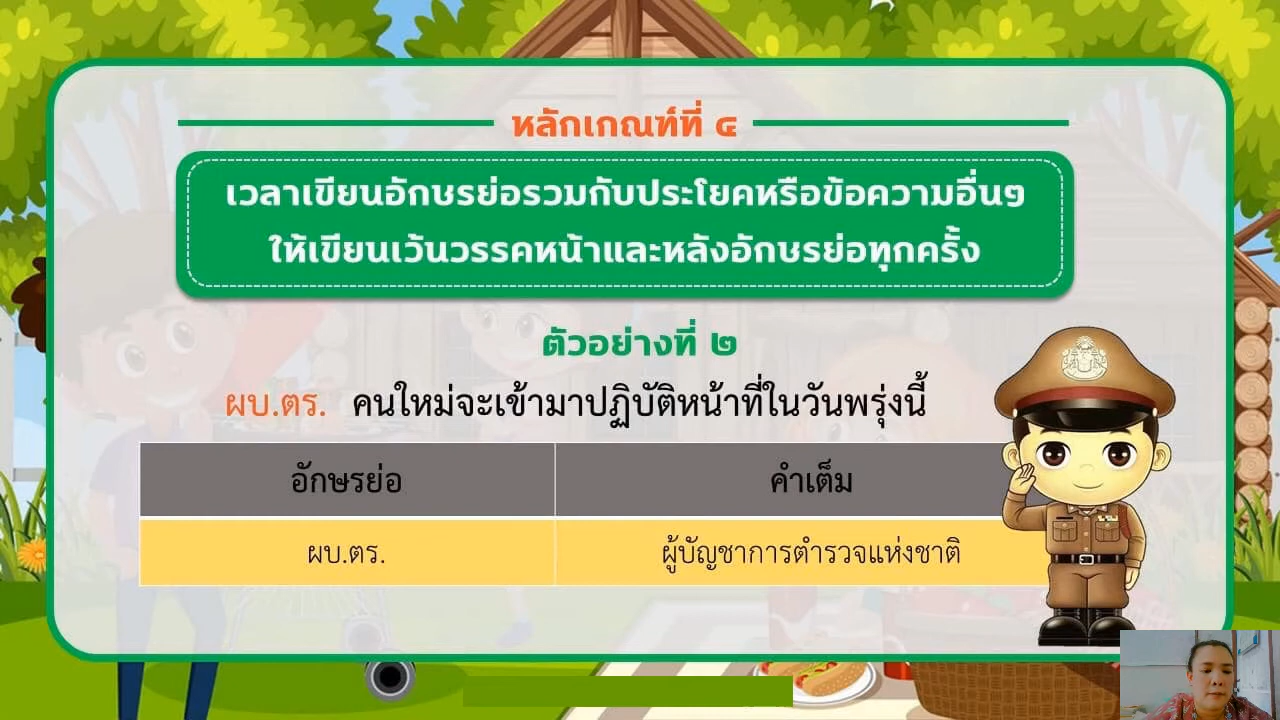 หลักเกณฑ์ที่ ๔
เวลาเขียนอักษรย่อรวมกับประโยคหรือข้อความอื่นๆ
ให้เขียนเว้นวรรคหน้าและหลังอักษรย่อทุกครั้ง
ตัวอย่างที่ ๒
ผบ.ตร. คนใหม่จะเข้ามาปฏิบัติหน้าที่ในวันพรุ่งนี้
อักษรย่อ คำเต็ม
ผบ.ตร. ผู้บัญชาการตำรวจแห่งชาติ